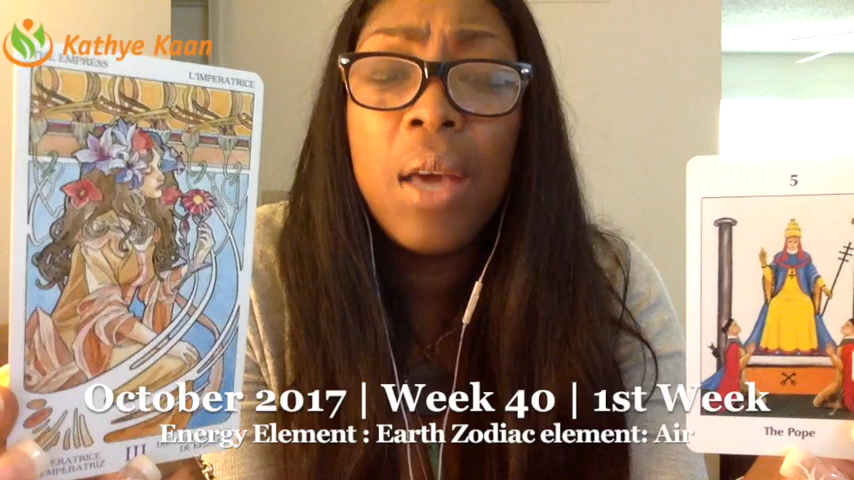 Kathye Kaan
EMPRESS
L'IMPERATRICE
5
October 2017 | Week 40 | 1st Week
Energy Element : Earth Zodiac element: Air
The Pope
III